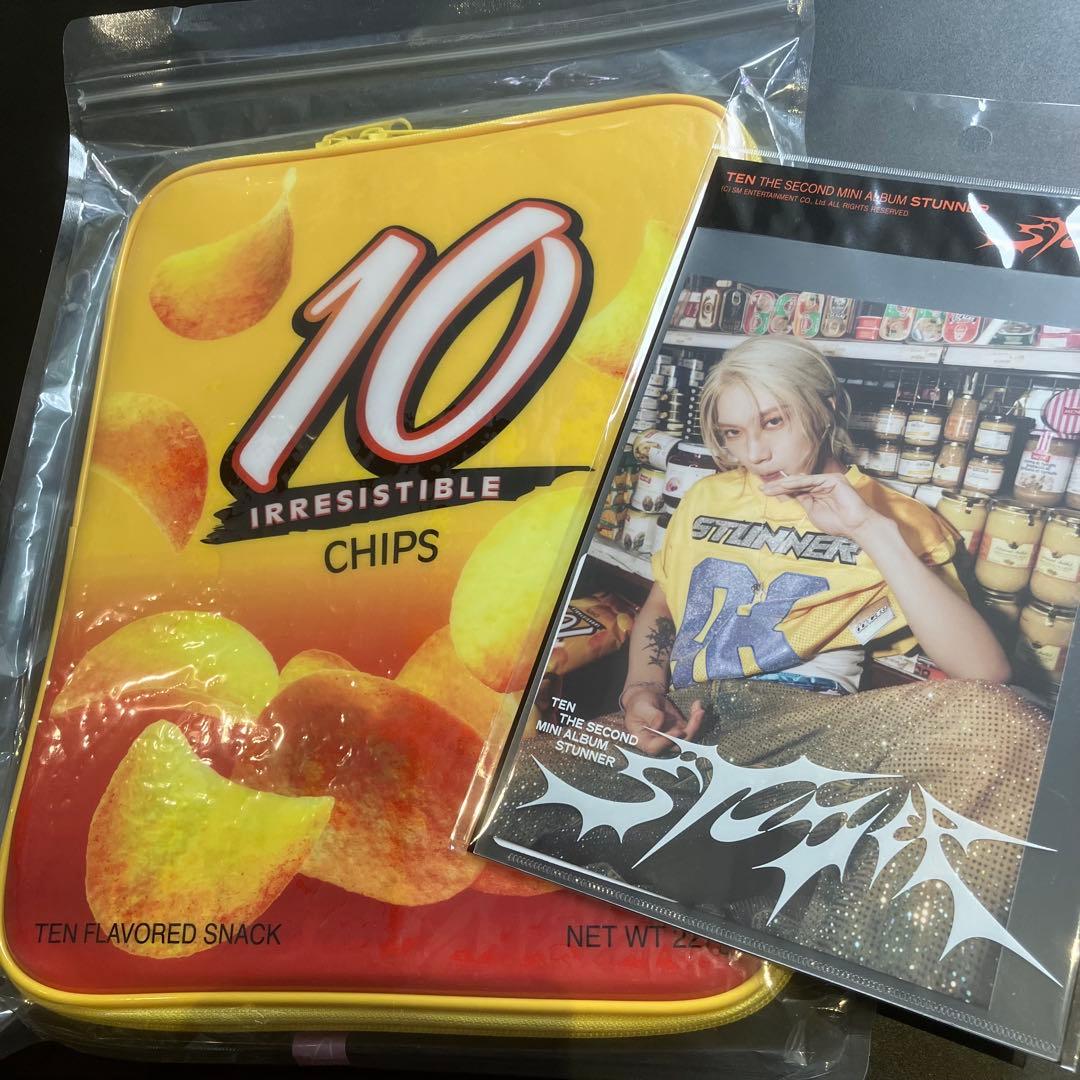 10
IRRESISTIBLE
CHIPS
TEN FLAVORED SNACK
NET WT
TEN THE SECOND MINI ALBUM STUNNER
(C) SM ENTERTAINMENT CO., Ltd. ALL RIGHTS RESERVED
STUNNER
TEN
THE SECOND
MINI ALBUM
STUNNER
STUNNER